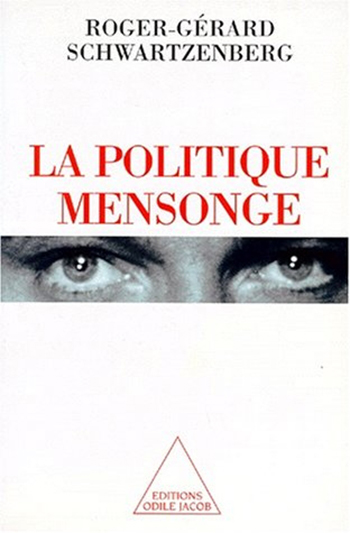 ROGER-GÉRARD
SCHWARTZENBERG
LA POLITIQUE
MENSONGE
EDITIONS
ODILE JACOB